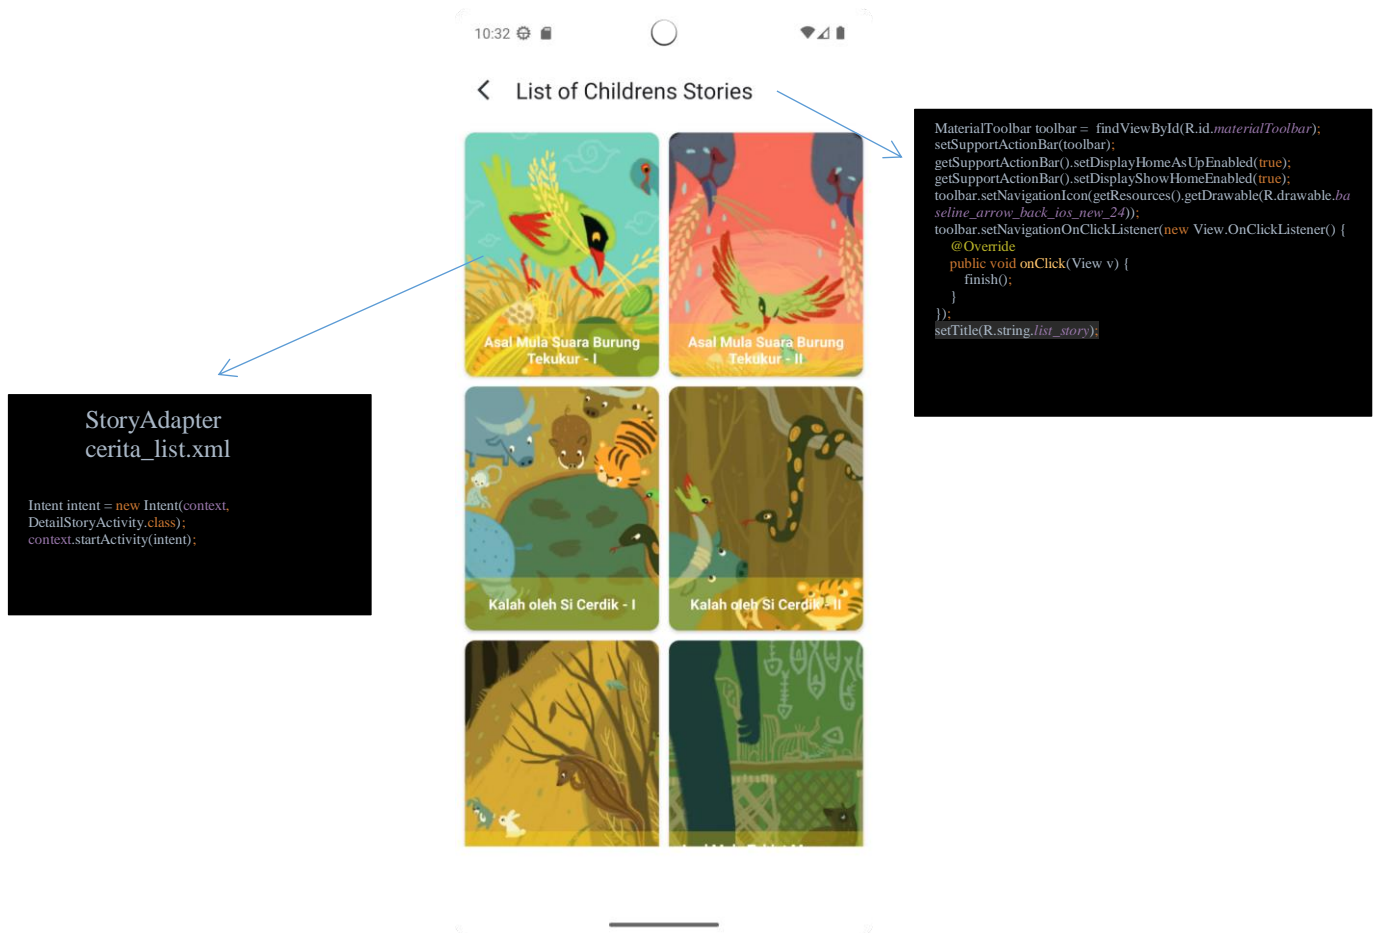 10:32
List of Childrens Stories
Asal Mula Suara Burung
Tekukur - I
Asal Mula Suara Burung
Tekukur - II
Kalah oleh Si Cerdik - I
Kalah oleh Si Cerdik - II
MaterialToolbar toolbar =  findViewById(R.id.materialToolbar);
setSupportActionBar(toolbar);
getSupportActionBar().setDisplayHomeAsUpEnabled(true);
getSupportActionBar().setDisplayShowHomeEnabled(true);
toolbar.setNavigationIcon(getResources().getDrawable(R.drawable.ba
seline_arrow_back_ios_new_24));
toolbar.setNavigationOnClickListener(new View.OnClickListener() {
@Override
public void onClick(View v) {
finish();
}
});
setTitle(R.string.list_story);
StoryAdapter
cerita_list.xml
Intent intent = new Intent(context,
DetailStoryActivity.class);
context.startActivity(intent);